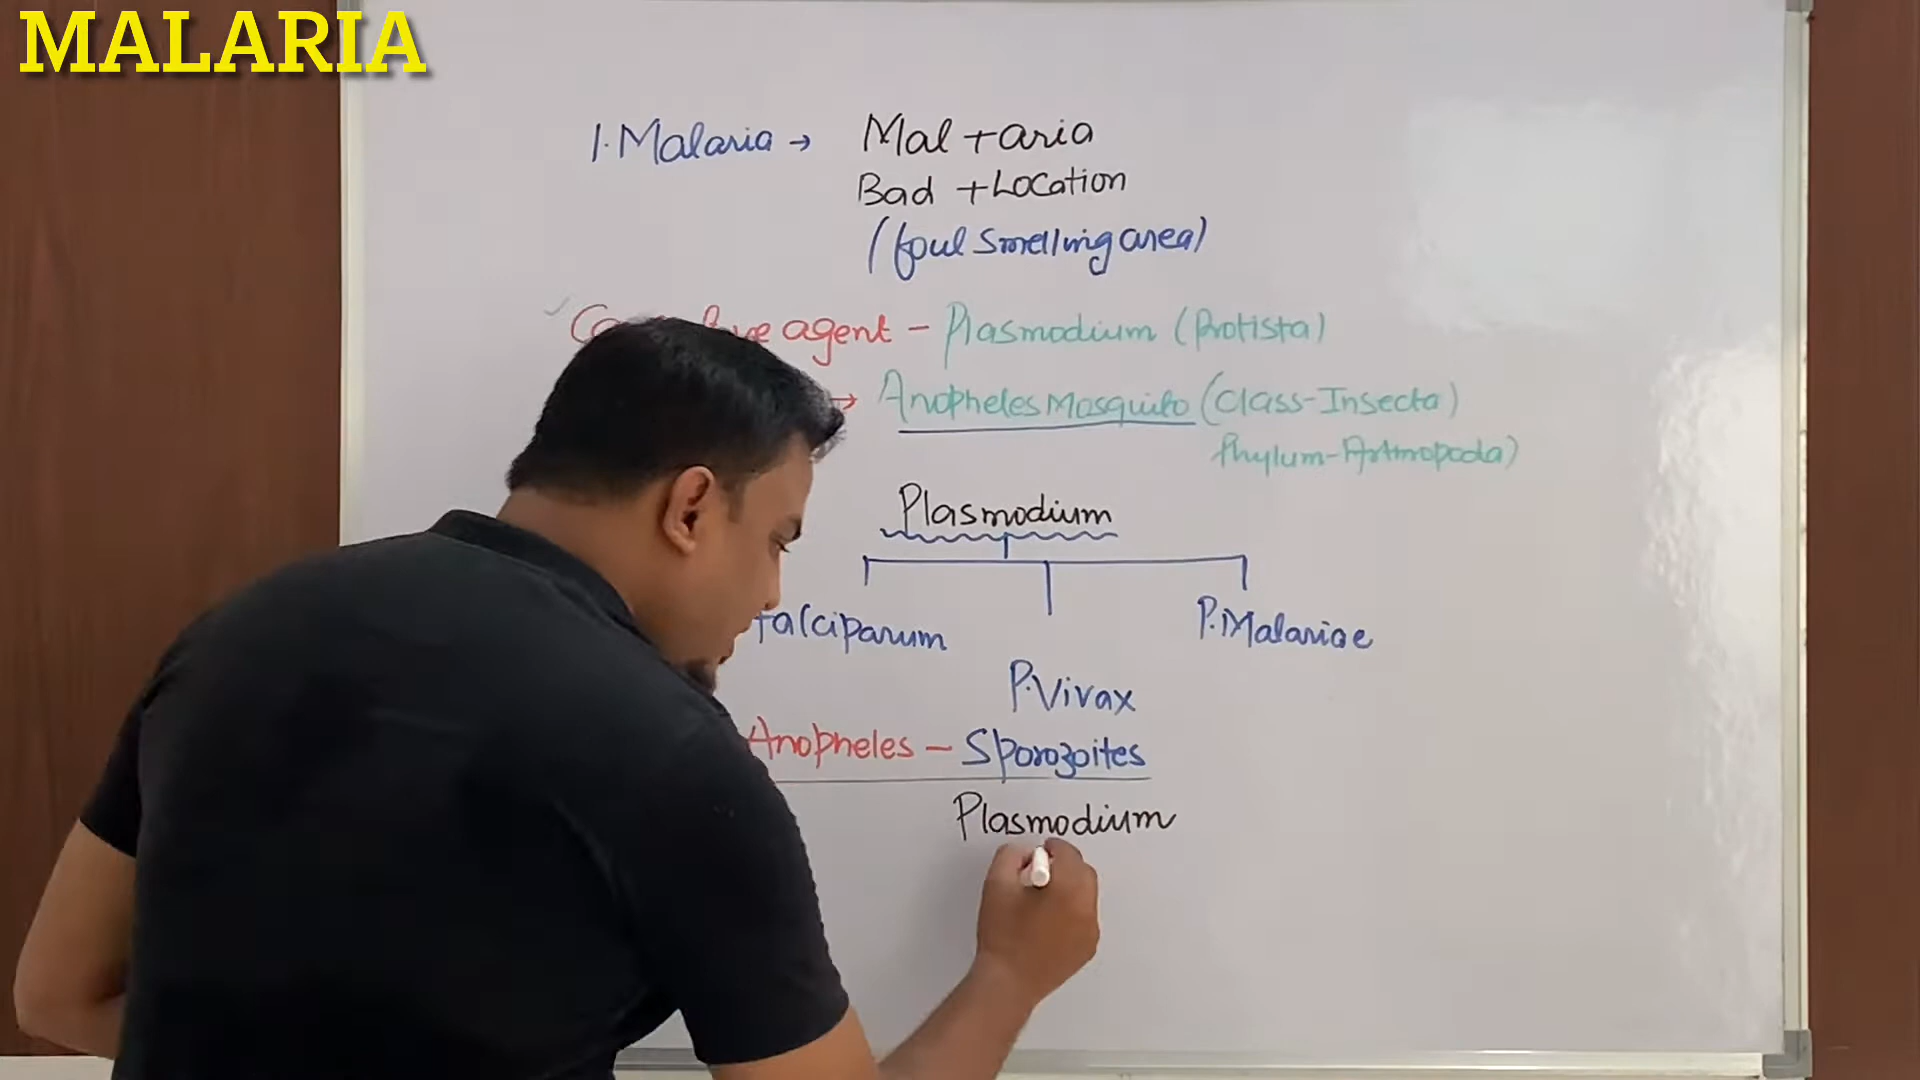 MALARIA
1. Malaria → Mal + aria
Bad + Location
(foul smelling area)
agent - Plasmodium (Protista)
→ Anopheles Mosquito (Class-Insecta)
Phylum-Arthropoda)
Plasmodium
falciparum
P. Malariae
P. Vivax
Anopheles - Sporozoites
Plasmodium